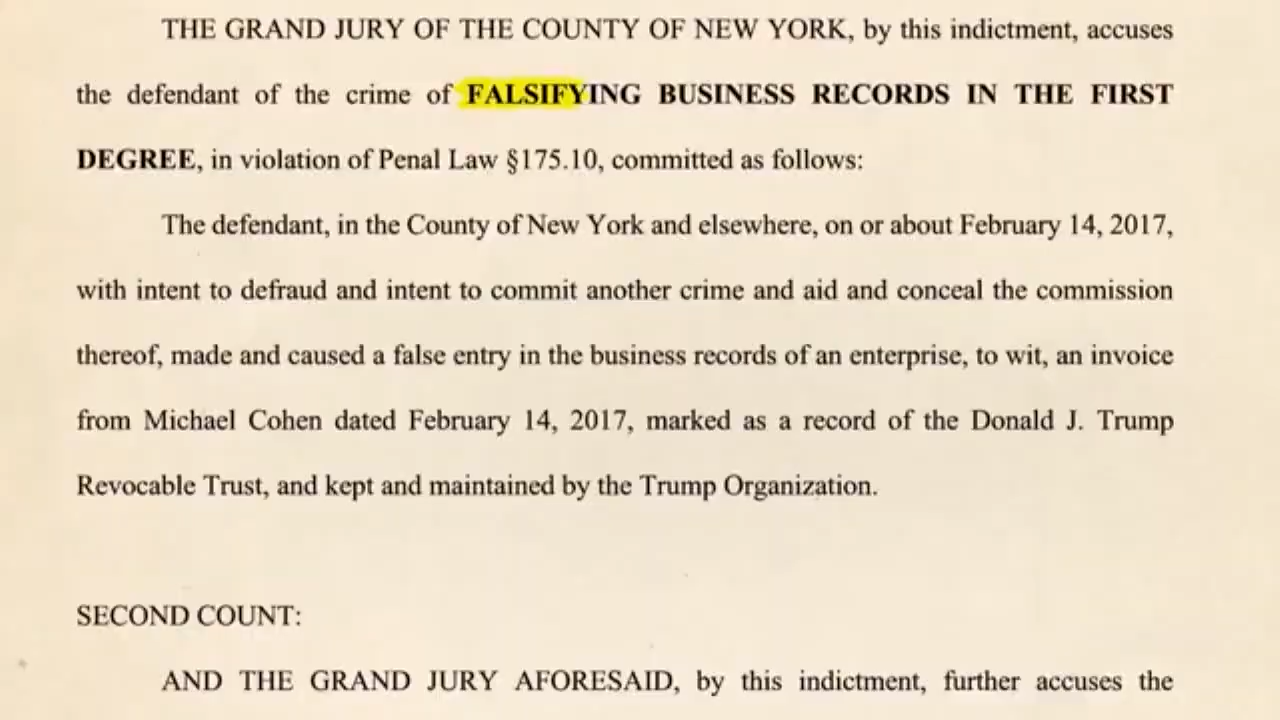 THE GRAND JURY OF THE COUNTY OF NEW YORK, by this indictment, accuses
the defendant of the crime of FALSIFYING BUSINESS RECORDS IN THE FIRST
DEGREE, in violation of Penal Law §175.10, committed as follows:
The defendant, in the County of New York and elsewhere, on or about February 14, 2017,
with intent to defraud and intent to commit another crime and aid and conceal the commission
thereof, made and caused a false entry in the business records of an enterprise, to wit, an invoice
from Michael Cohen dated February 14, 2017, marked as a record of the Donald J. Trump
Revocable Trust, and kept and maintained by the Trump Organization.
SECOND COUNT:
AND THE GRAND JURY AFORESAID, by this indictment, further accuses the